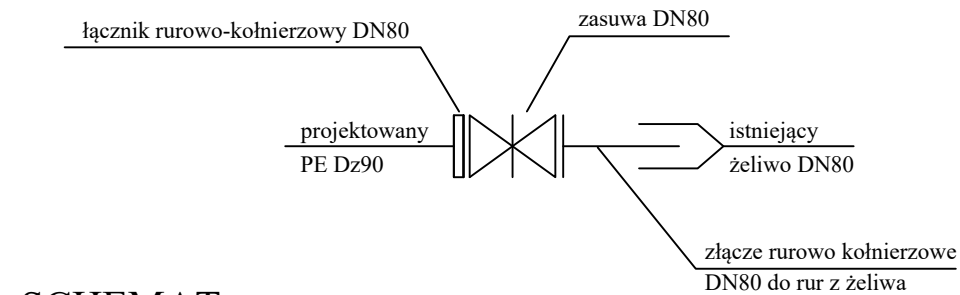 łącznik rurowo-kołnierzowy DN80
zasuwa DN80
projektowany
PE Dz90
istniejący
żeliwo DN80
złącze rurowo kołnierzowe
DN80 do rur z żeliwa
SCHEMAT